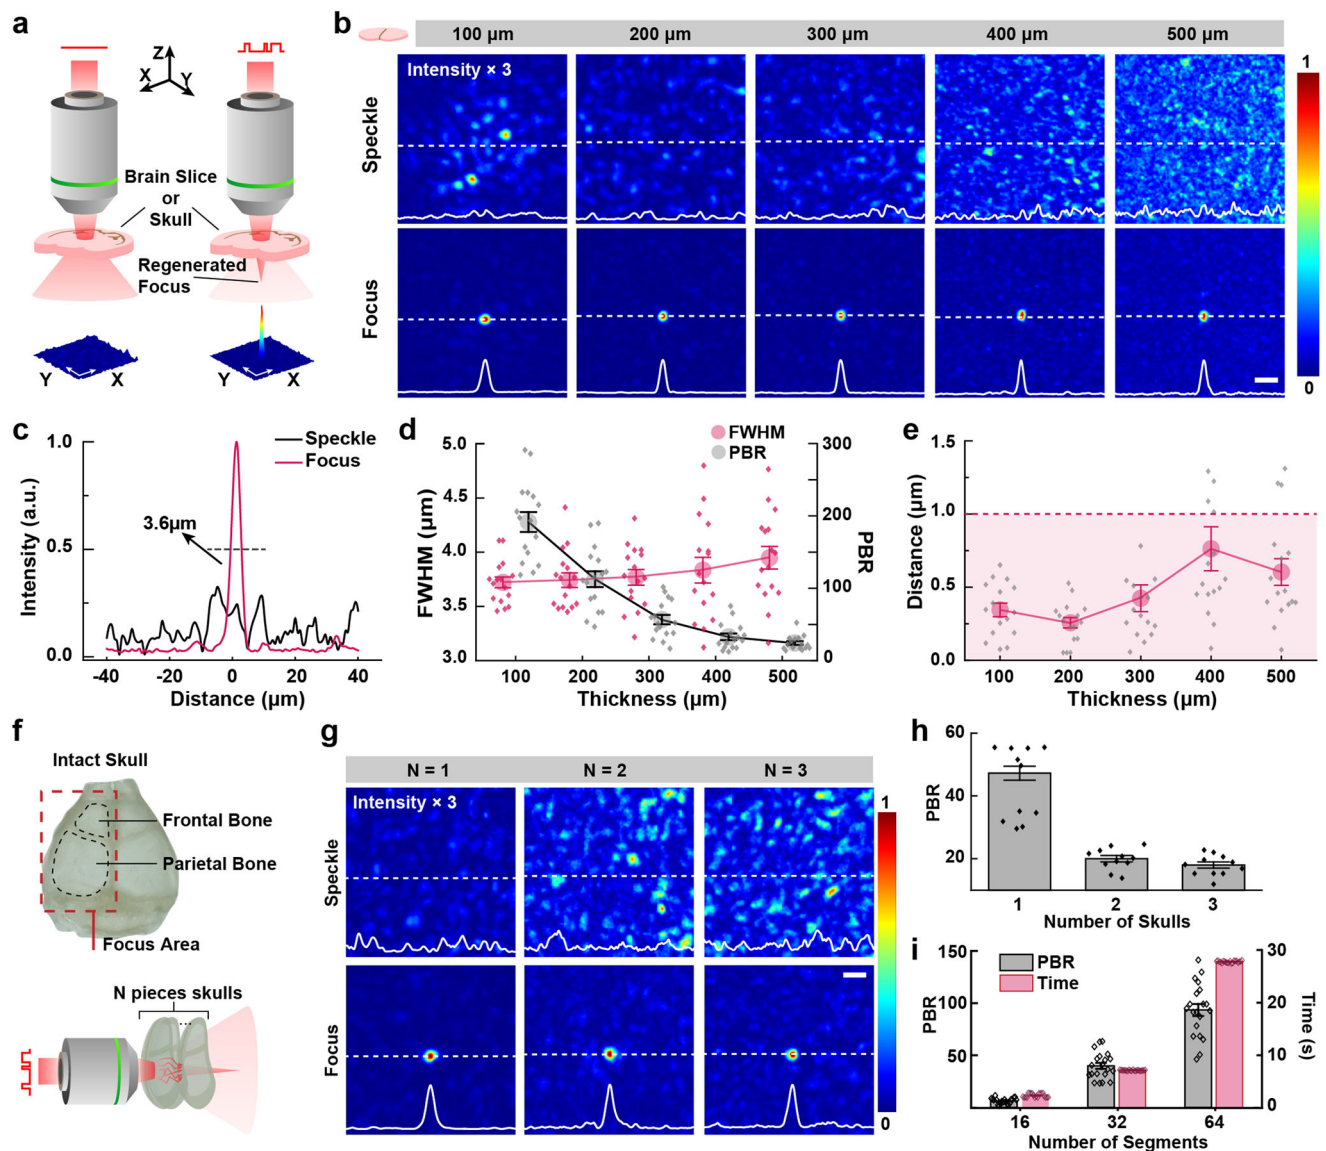 a
Z
X
Y
Brain Slice
or
Skull
Regenerated
Focus
Y
X
Y
X
b
100 µm
200 µm
300 µm
400 µm
500 µm
Intensity × 3
Speckle
Focus
1
0
c
1.0
0.5
0.0
Intensity (a.u.)
Speckle
Focus
3.6µm
-40
-20
0
20
40
Distance (µm)
d
FWHM
PBR
5.0
4.5
4.0
3.5
3.0
FWHM (µm)
300
200
100
0
PBR
100
200
300
400
500
Thickness (µm)
e
1.5
1.0
0.5
0.0
Distance (µm)
100
200
300
400
500
Thickness (µm)
f
Intact Skull
Frontal Bone
Parietal Bone
Focus Area
N pieces skulls
g
N = 1
N = 2
N = 3
Intensity × 3
Speckle
Focus
1
0
h
60
40
20
PBR
1
2
3
Number of Skulls
i
PBR
Time
150
100
50
PBR
30
20
10
0
Time (s)
16
32
64
Number of Segments